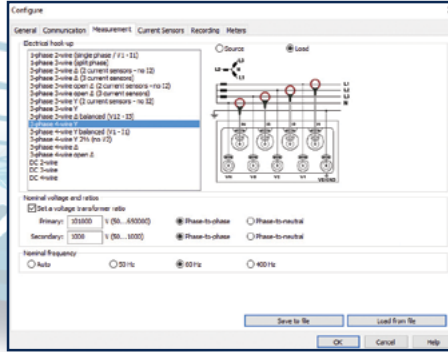 Configure
General Communication Measurement Current Sensors Recording Meters
Electrical hook-up
1-phase 2-wire (single phase / V1 - I1)
1-phase 3-wire (split phase)
3-phase 3-wire Δ (2 current sensors - no I2)
3-phase 3-wire Δ (3 current sensors)
3-phase 3-wire open Δ (2 current sensors - no I2)
3-phase 3-wire open Δ (3 current sensors)
3-phase 3-wire Y (2 current sensors - no I2)
3-phase 3-wire Y
3-phase 3-wire Δ balanced (V12 - I3)
3-phase 4-wire Y
3-phase 4-wire Y balanced (V1 - I1)
3-phase 4-wire Y 2½ (no V2)
3-phase 4-wire Δ
3-phase 4-wire open Δ
DC 2-wire
DC 3-wire
DC 4-wire
Source Load
L1
L2
L3
N
Nominal voltage and ratios
Set a voltage transformer ratio
Primary: 101000 V (50...650000) Phase-to-phase Phase-to-neutral
Secondary: 1000 V (50...1000) Phase-to-phase Phase-to-neutral
Nominal frequency
Auto 50 Hz 60 Hz 400 Hz
Save to file Load from file
OK Cancel Help